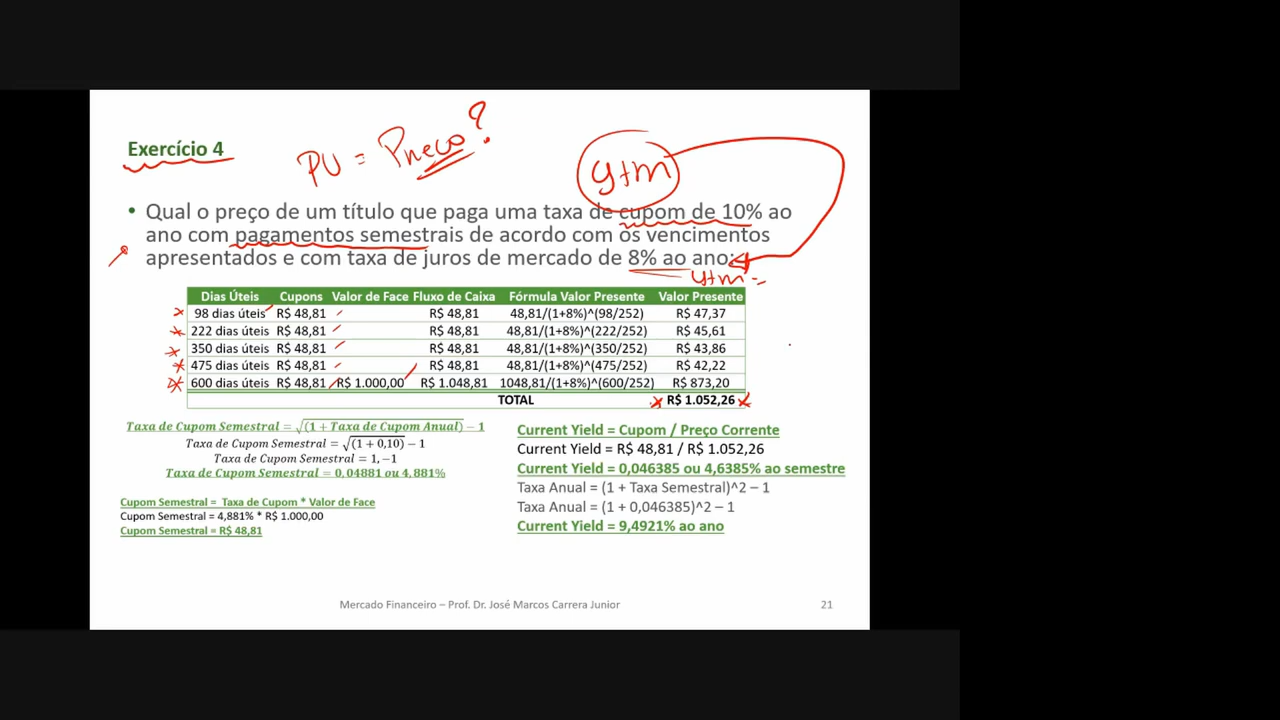 Exercício 4
PU = Preço?
ytm
• Qual o preço de um título que paga uma taxa de cupom de 10% ao
ano com pagamentos semestrais de acordo com os vencimentos
apresentados e com taxa de juros de mercado de 8% ao ano:
ytm =
Dias Úteis Cupons Valor de Face Fluxo de Caixa Fórmula Valor Presente Valor Presente
98 dias úteis R$ 48,81 R$ 48,81 48,81/(1+8%)^(98/252) R$ 47,37
222 dias úteis R$ 48,81 R$ 48,81 48,81/(1+8%)^(222/252) R$ 45,61
350 dias úteis R$ 48,81 R$ 48,81 48,81/(1+8%)^(350/252) R$ 43,86
475 dias úteis R$ 48,81 R$ 48,81 48,81/(1+8%)^(475/252) R$ 42,22
600 dias úteis R$ 48,81 R$ 1.000,00 R$ 1.048,81 1048,81/(1+8%)^(600/252) R$ 873,20
TOTAL R$ 1.052,26
Taxa de Cupom Semestral = √(1 + Taxa de Cupom Anual) − 1
Taxa de Cupom Semestral = √(1 + 0,10) − 1
Taxa de Cupom Semestral = 1, −1
Taxa de Cupom Semestral = 0,04881 ou 4,881%
Cupom Semestral = Taxa de Cupom * Valor de Face
Cupom Semestral = 4,881% * R$ 1.000,00
Cupom Semestral = R$ 48,81
Current Yield = Cupom / Preço Corrente
Current Yield = R$ 48,81 / R$ 1.052,26
Current Yield = 0,046385 ou 4,6385% ao semestre
Taxa Anual = (1 + Taxa Semestral)^2 – 1
Taxa Anual = (1 + 0,046385)^2 – 1
Current Yield = 9,4921% ao ano
Mercado Financeiro – Prof. Dr. José Marcos Carrera Junior
21